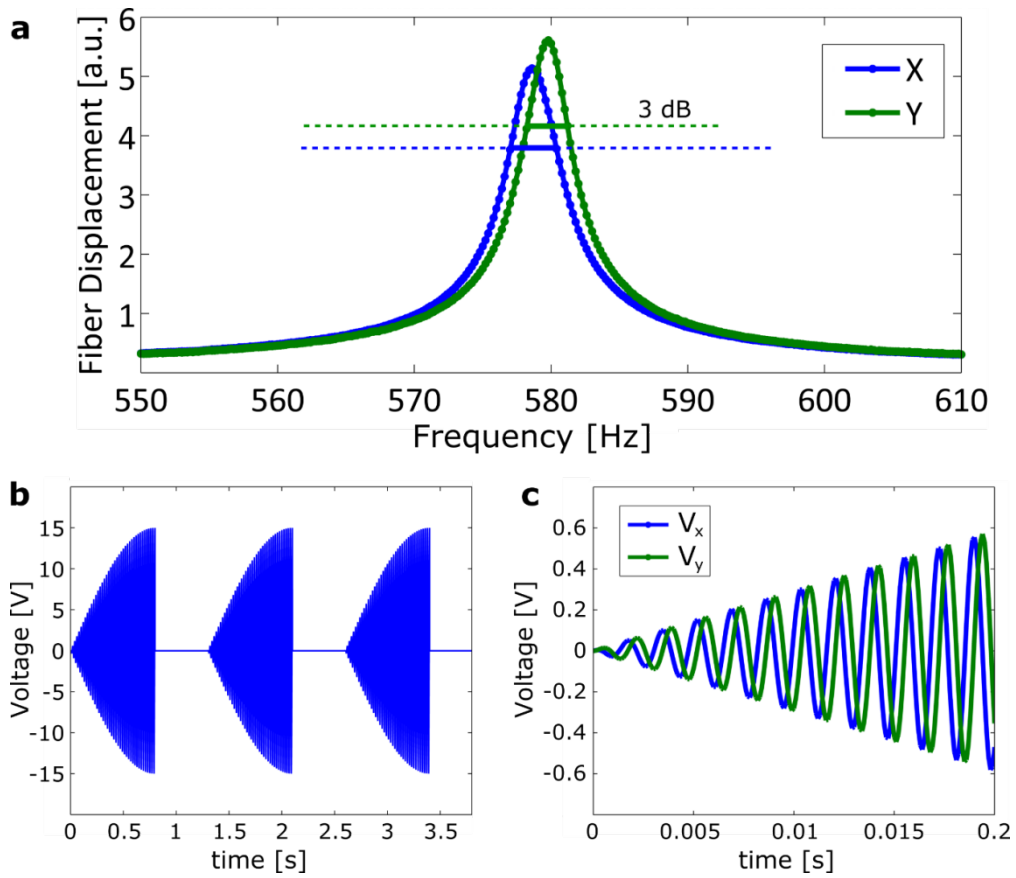 a
Fiber Displacement [a.u.]
6
5
4
3
2
1
X
Y
3 dB
550 560 570 580 590 600 610
Frequency [Hz]
b
Voltage [V]
15
10
5
0
-5
-10
-15
0 0.5 1 1.5 2 2.5 3 3.5
time [s]
c
Voltage [V]
0.6
0.4
0.2
0
-0.2
-0.4
-0.6
Vx
Vy
0 0.005 0.01 0.015 0.2
time [s]